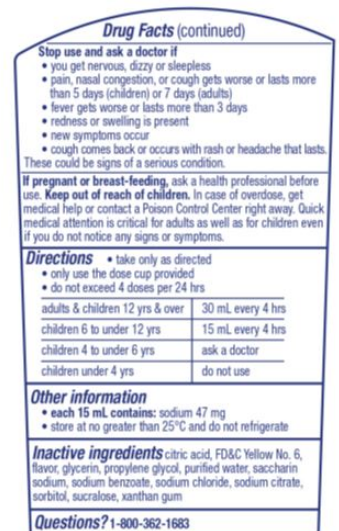 Drug Facts (continued)
Stop use and ask a doctor if
• you get nervous, dizzy or sleepless
• pain, nasal congestion, or cough gets worse or lasts more
than 5 days (children) or 7 days (adults)
• fever gets worse or lasts more than 3 days
• redness or swelling is present
• new symptoms occur
• cough comes back or occurs with rash or headache that lasts.
These could be signs of a serious condition.
If pregnant or breast-feeding, ask a health professional before
use. Keep out of reach of children. In case of overdose, get
medical help or contact a Poison Control Center right away. Quick
medical attention is critical for adults as well as for children even
if you do not notice any signs or symptoms.
Directions • take only as directed
• only use the dose cup provided
• do not exceed 4 doses per 24 hrs
adults & children 12 yrs & over 30 mL every 4 hrs
children 6 to under 12 yrs 15 mL every 4 hrs
children 4 to under 6 yrs ask a doctor
children under 4 yrs do not use
Other information
• each 15 mL contains: sodium 47 mg
• store at no greater than 25°C and do not refrigerate
Inactive ingredients citric acid, FD&C Yellow No. 6,
flavor, glycerin, propylene glycol, purified water, saccharin
sodium, sodium benzoate, sodium chloride, sodium citrate,
sorbitol, sucralose, xanthan gum
Questions? 1-800-362-1683